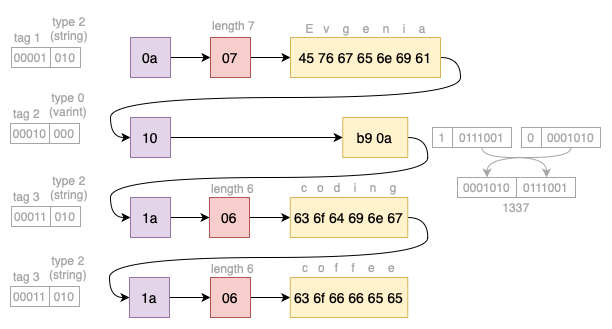 tag 1 type 2 (string) length 7 E v g e n i a
00001 010 0a 07 45 76 67 65 6e 69 61
tag 2 type 0 (varint)
00010 000 10 b9 0a 1 0111001 0 0001010
0001010 0111001
1337
tag 3 type 2 (string) length 6 c o d i n g
00011 010 1a 06 63 6f 64 69 6e 67
tag 3 type 2 (string) length 6 c o f f e e
00011 010 1a 06 63 6f 66 66 65 65